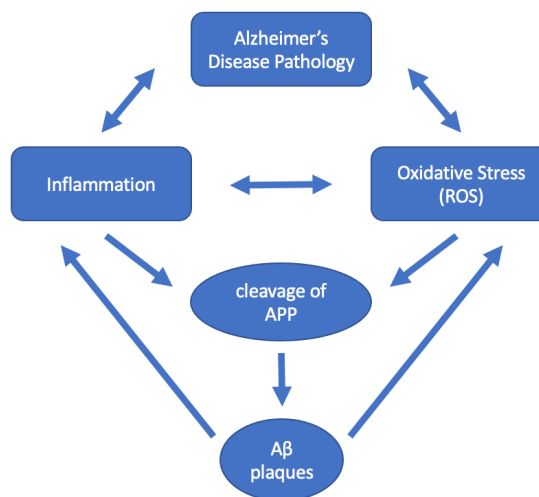 Alzheimer's
Disease Pathology
Inflammation
Oxidative Stress
(ROS)
cleavage of
APP
Aβ
plaques